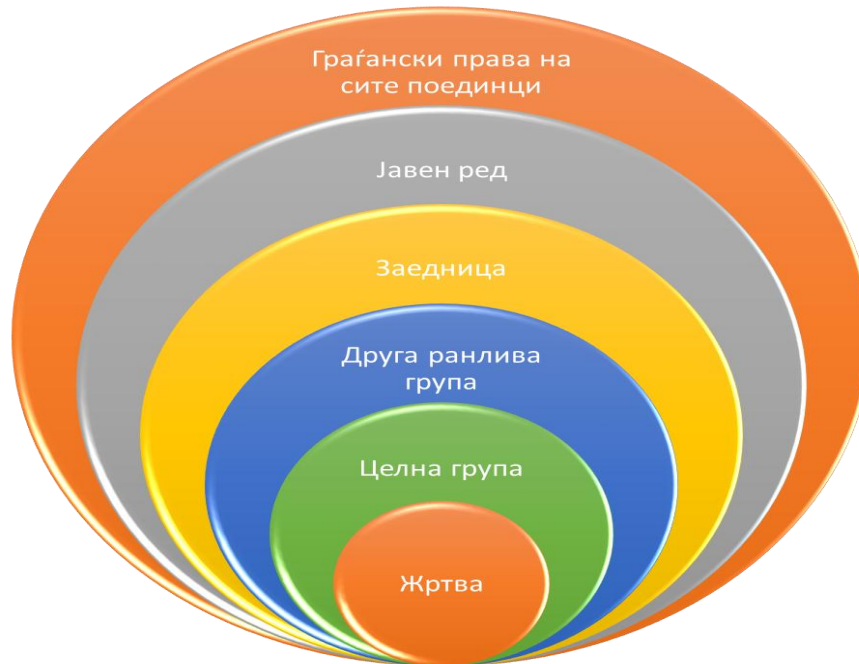 Граѓански права на
сите поединци
Јавен ред
Заедница
Друга ранлива
група
Целна група
Жртва